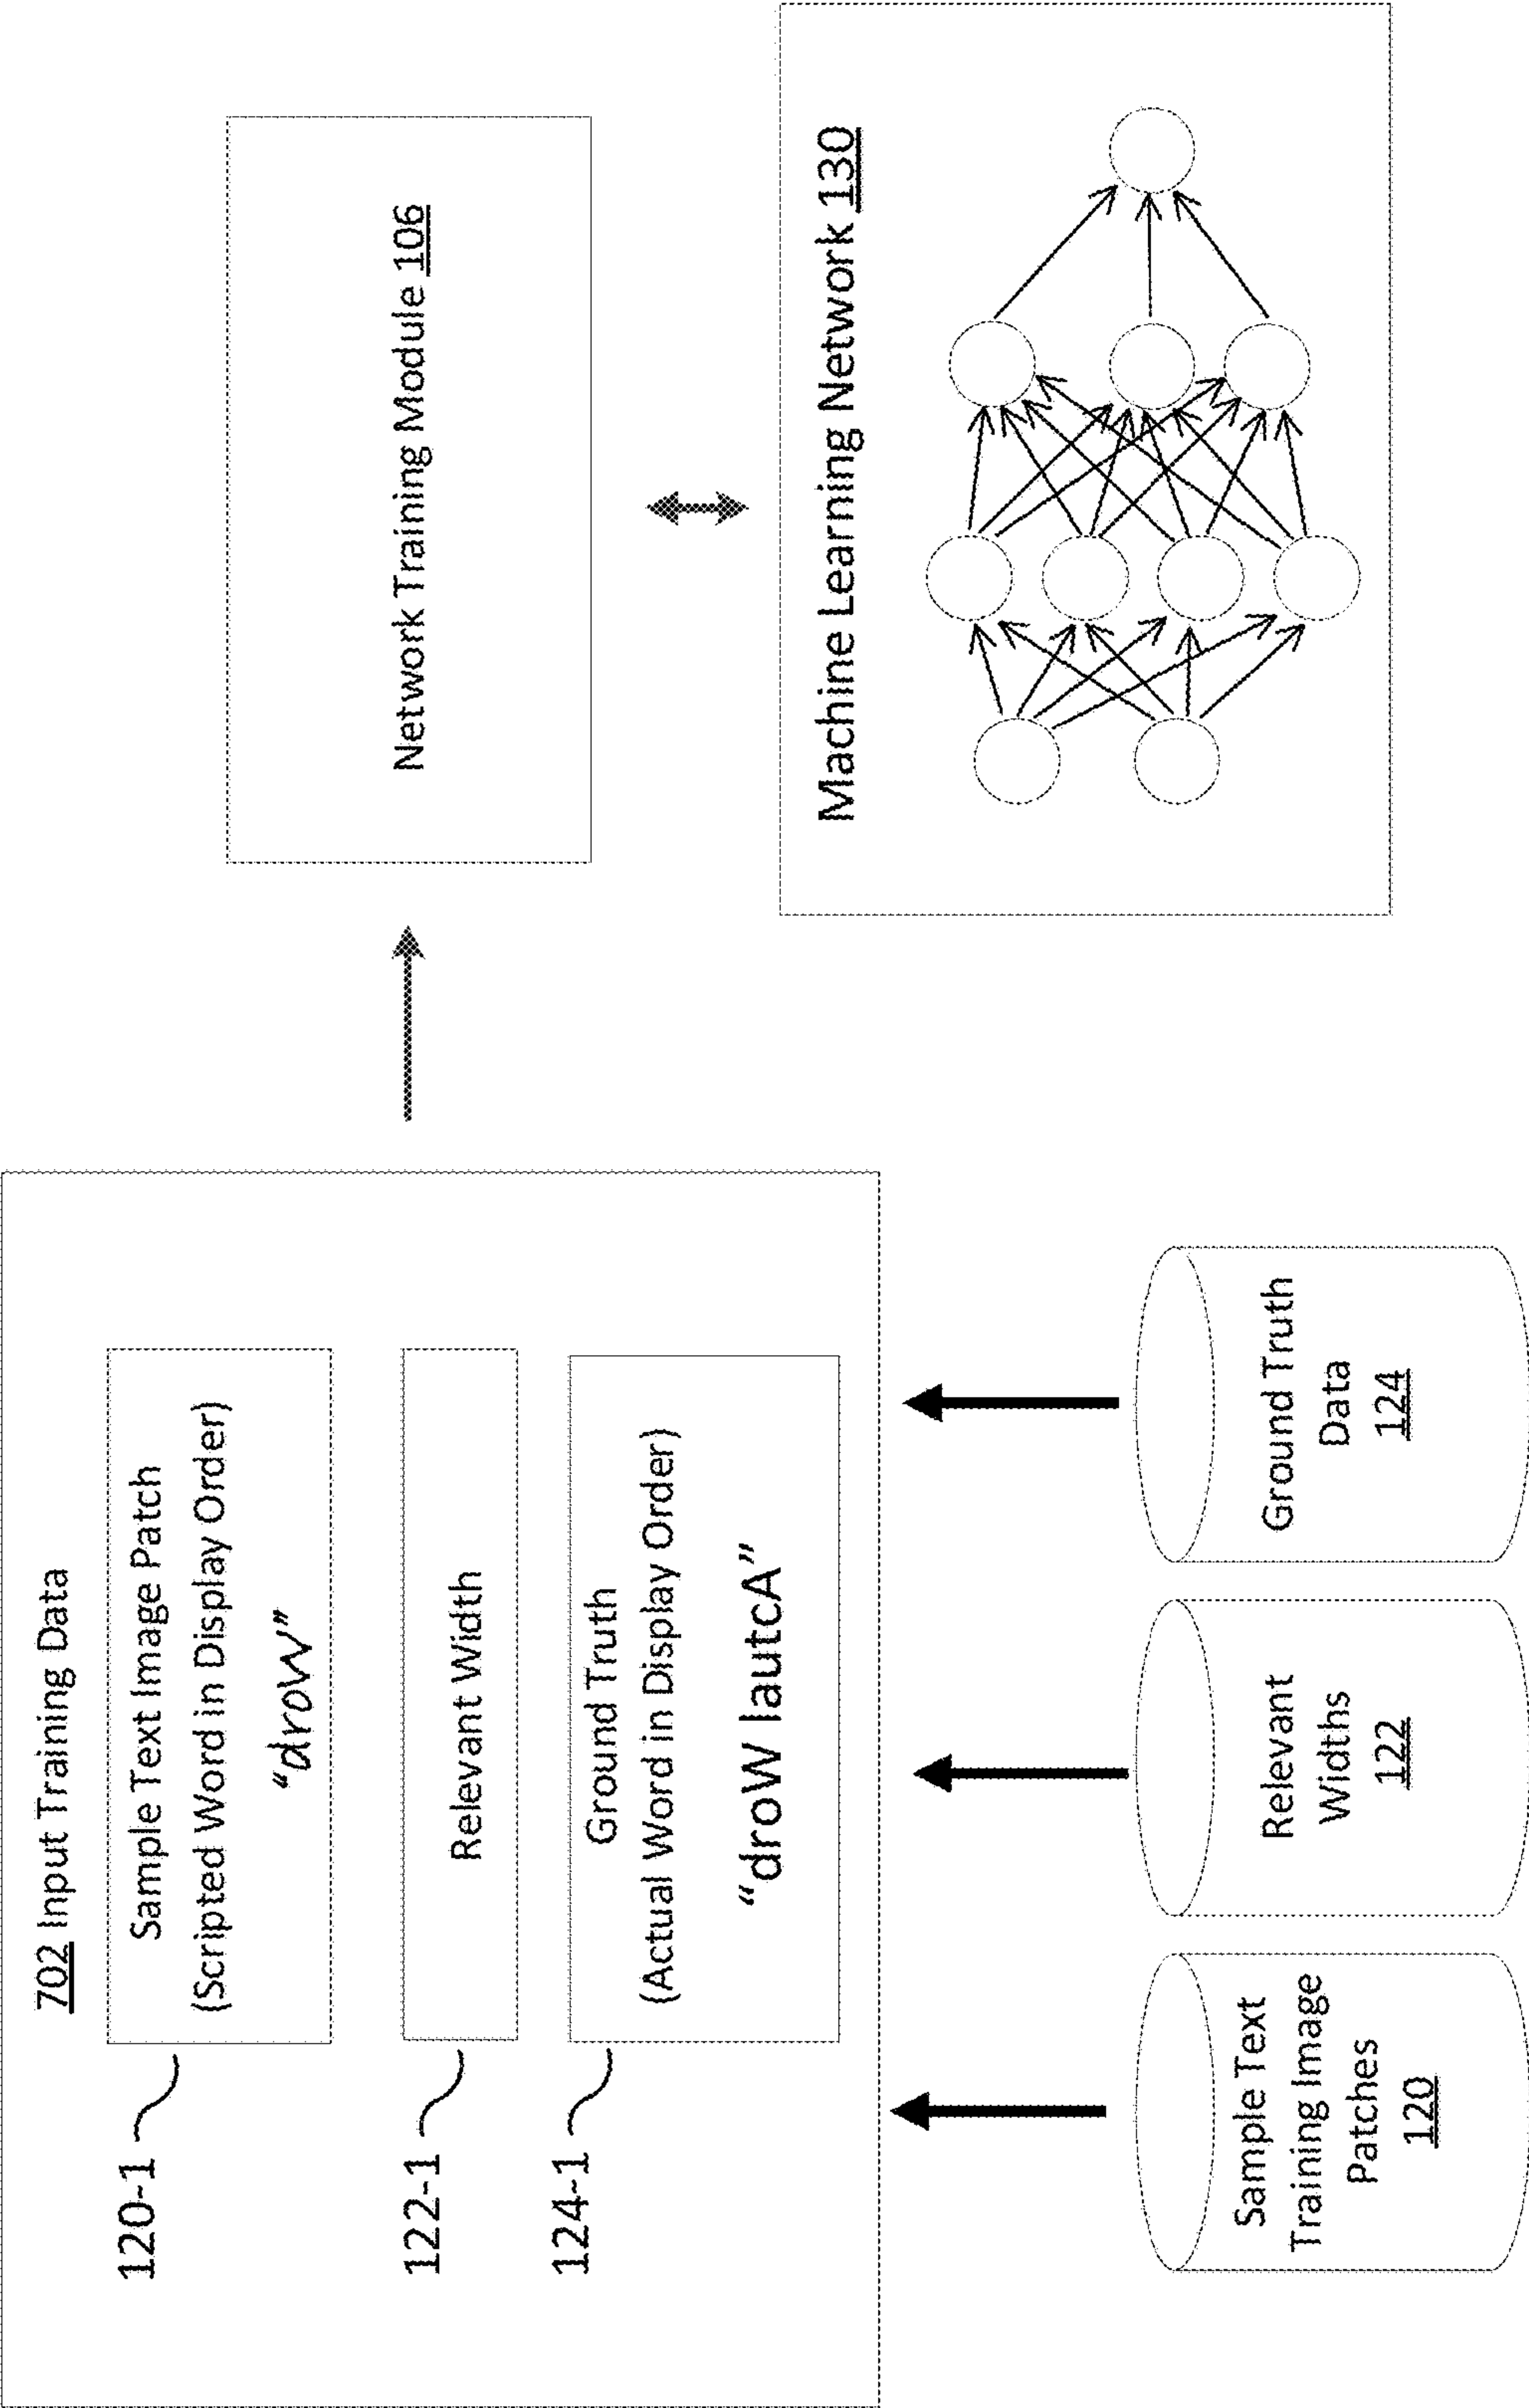 702 Input Training Data
120-1
Sample Text Image Patch
(Scripted Word in Display Order)
“drow”
122-1
Relevant Width
124-1
Ground Truth
(Actual Word in Display Order)
“droW lautcA”
Sample Text
Training Image
Patches
120
Relevant
Widths
122
Ground Truth
Data
124
Network Training Module 106
Machine Learning Network 130